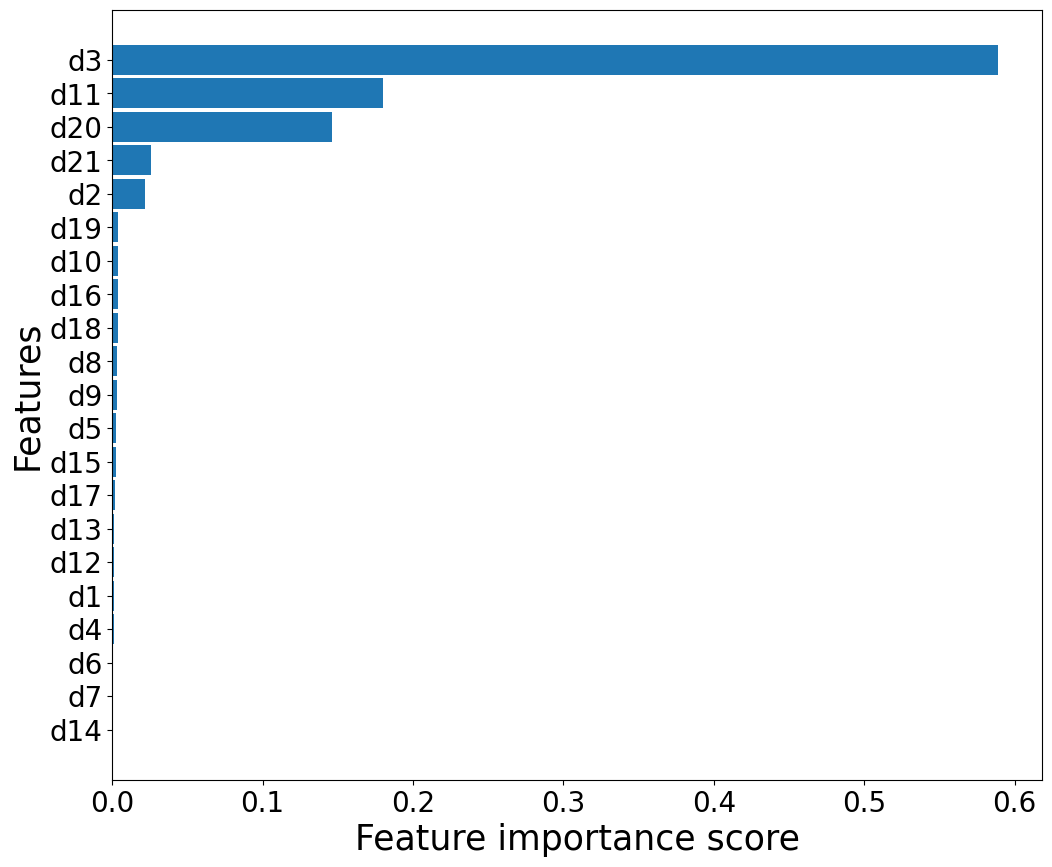 d3
d11
d20
d21
d2
d19
d10
d16
d18
d8
d9
d5
d15
d17
d13
d12
d1
d4
d6
d7
d14
Features
0.0 0.1 0.2 0.3 0.4 0.5 0.6
Feature importance score